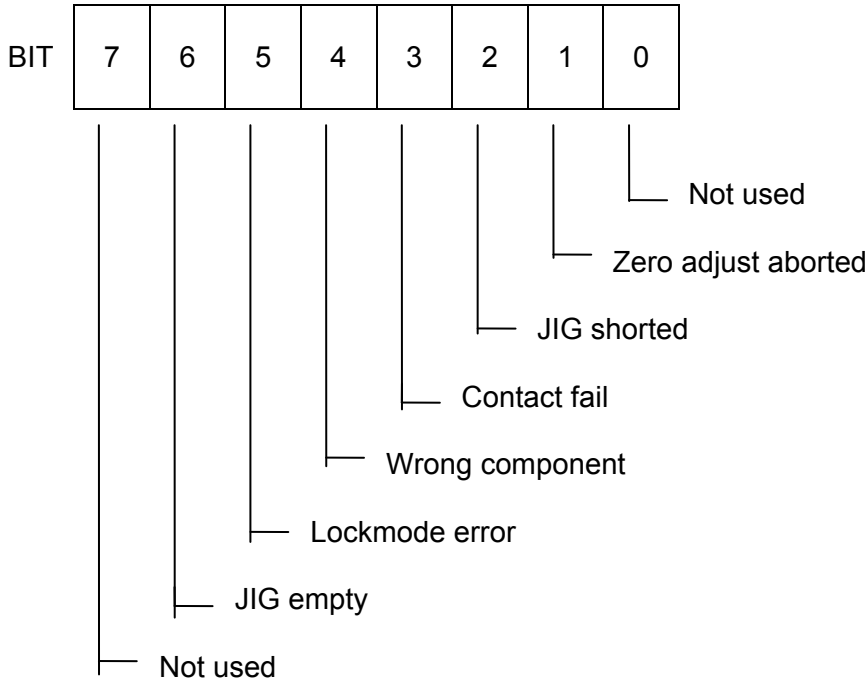 BIT 7 6 5 4 3 2 1 0
Not used
Zero adjust aborted
JIG shorted
Contact fail
Wrong component
Lockmode error
JIG empty
Not used